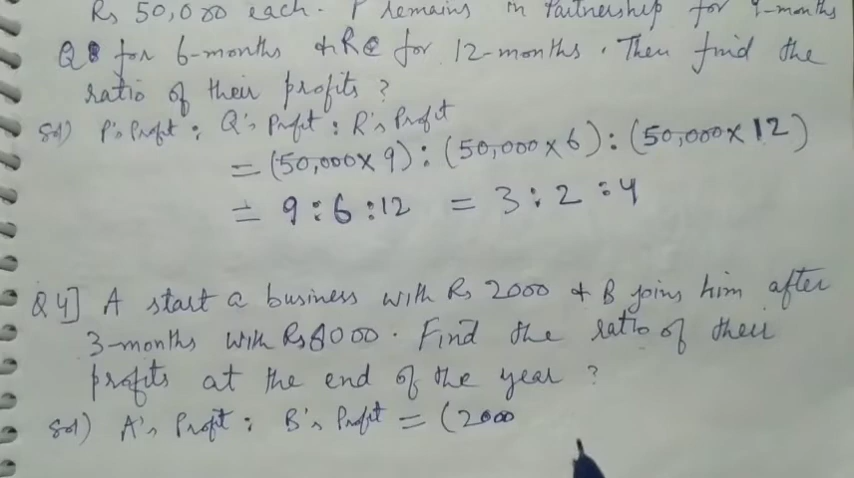 Rs 50,000 each. P remains in Partnership for 9-months
Q for 6-months & R for 12-months. Then find the
ratio of their profits?
Sol) P's Profit : Q's Profit : R's Profit
= (50,000 × 9) : (50,000 × 6) : (50,000 × 12)
= 9 : 6 : 12 = 3 : 2 : 4
Q4] A start a business with Rs 2000 & B joins him after
3-months with Rs 000. Find the ratio of their
profits at the end of the year?
Sol) A's Profit : B's Profit = (2000